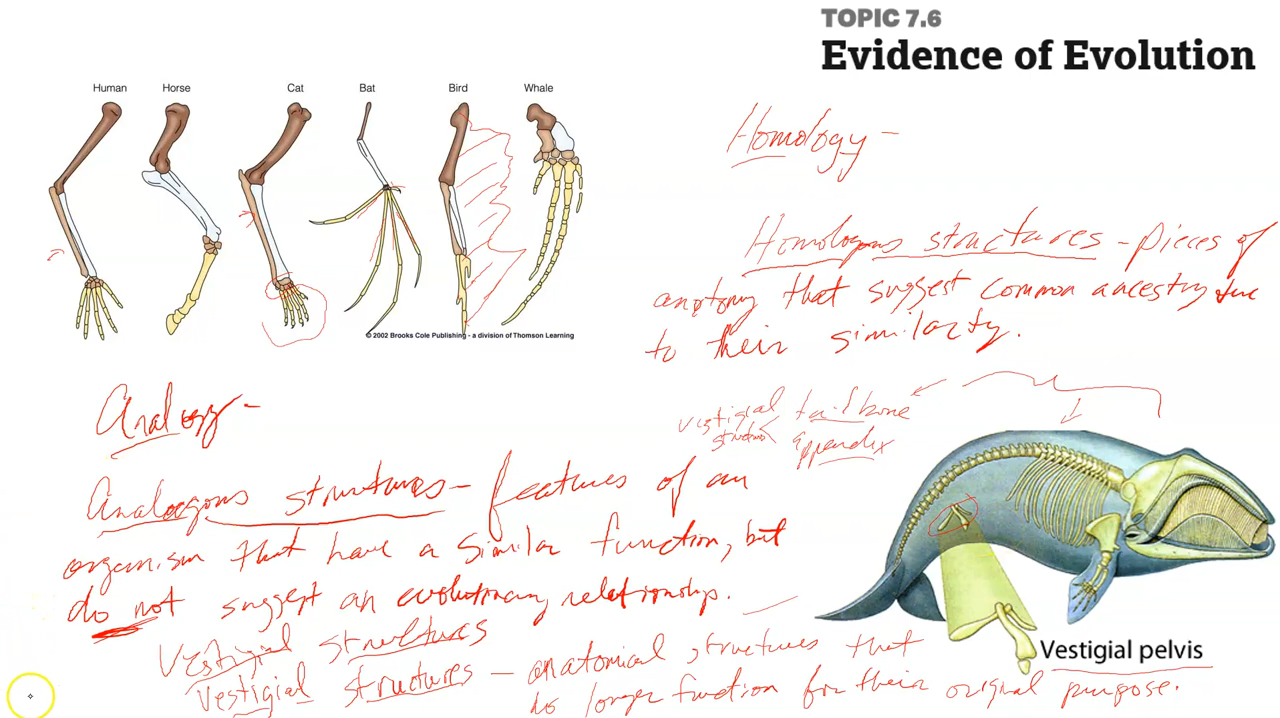 TOPIC 7.6
Evidence of Evolution
Human Horse Cat Bat Bird Whale
© 2002 Brooks Cole Publishing - a division of Thomson Learning
Homology -
Homologous structures - pieces of
anatomy that suggest common ancestry due
to their similarity.
Analogy -
Analogous structures - features of an
organism that have a similar function, but
do not suggest an evolutionary relationship.
vestigial structures tailbone
Appendix
Vestigial structures
Vestigial structures - anatomical structures that
no longer function for their original purpose.
Vestigial pelvis